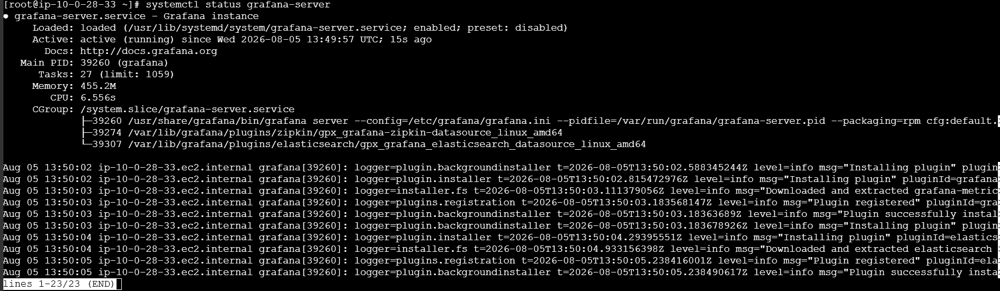 [root@ip-10-0-28-33 ~]# systemctl status grafana-server
● grafana-server.service - Grafana instance
     Loaded: loaded (/usr/lib/systemd/system/grafana-server.service; enabled; preset: disabled)
     Active: active (running) since Wed 2026-08-05 13:49:57 UTC; 15s ago
       Docs: http://docs.grafana.org
   Main PID: 39260 (grafana)
      Tasks: 27 (limit: 1059)
     Memory: 455.2M
        CPU: 6.556s
     CGroup: /system.slice/grafana-server.service
             ├─39260 /usr/share/grafana/bin/grafana server --config=/etc/grafana/grafana.ini --pidfile=/var/run/grafana/grafana-server.pid --packaging=rpm cfg:default.>
             ├─39274 /var/lib/grafana/plugins/zipkin/gpx_grafana-zipkin-datasource_linux_amd64
             └─39307 /var/lib/grafana/plugins/elasticsearch/gpx_grafana_elasticsearch_datasource_linux_amd64

Aug 05 13:50:02 ip-10-0-28-33.ec2.internal grafana[39260]: logger=plugin.backgroundinstaller t=2026-08-05T13:50:02.588345244Z level=info msg="Installing plugin" plugin>
Aug 05 13:50:02 ip-10-0-28-33.ec2.internal grafana[39260]: logger=plugin.installer t=2026-08-05T13:50:02.815472976Z level=info msg="Installing plugin" pluginId=grafana>
Aug 05 13:50:03 ip-10-0-28-33.ec2.internal grafana[39260]: logger=installer.fs t=2026-08-05T13:50:03.111379056Z level=info msg="Downloaded and extracted grafana-metric>
Aug 05 13:50:03 ip-10-0-28-33.ec2.internal grafana[39260]: logger=plugins.registration t=2026-08-05T13:50:03.183568147Z level=info msg="Plugin registered" pluginId=gra>
Aug 05 13:50:03 ip-10-0-28-33.ec2.internal grafana[39260]: logger=plugin.backgroundinstaller t=2026-08-05T13:50:03.18363689Z level=info msg="Plugin successfully instal>
Aug 05 13:50:03 ip-10-0-28-33.ec2.internal grafana[39260]: logger=plugin.backgroundinstaller t=2026-08-05T13:50:03.183678926Z level=info msg="Installing plugin" plugin>
Aug 05 13:50:04 ip-10-0-28-33.ec2.internal grafana[39260]: logger=plugin.installer t=2026-08-05T13:50:04.29395551Z level=info msg="Installing plugin" pluginId=elastics>
Aug 05 13:50:04 ip-10-0-28-33.ec2.internal grafana[39260]: logger=installer.fs t=2026-08-05T13:50:04.933156398Z level=info msg="Downloaded and extracted elasticsearch >
Aug 05 13:50:05 ip-10-0-28-33.ec2.internal grafana[39260]: logger=plugins.registration t=2026-08-05T13:50:05.238416001Z level=info msg="Plugin registered" pluginId=ela>
Aug 05 13:50:05 ip-10-0-28-33.ec2.internal grafana[39260]: logger=plugin.backgroundinstaller t=2026-08-05T13:50:05.238490617Z level=info msg="Plugin successfully insta>
lines 1-23/23 (END)